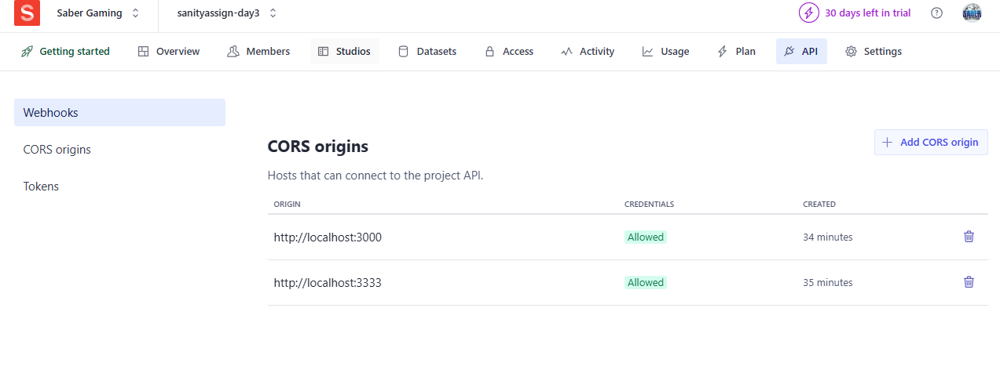 S Saber Gaming sanityassign-day3 30 days left in trial SABER
Getting started Overview Members Studios Datasets Access Activity Usage Plan API Settings
Webhooks
CORS origins
Tokens
CORS origins
Add CORS origin
Hosts that can connect to the project API.
ORIGIN CREDENTIALS CREATED
http://localhost:3000 Allowed 34 minutes
http://localhost:3333 Allowed 35 minutes